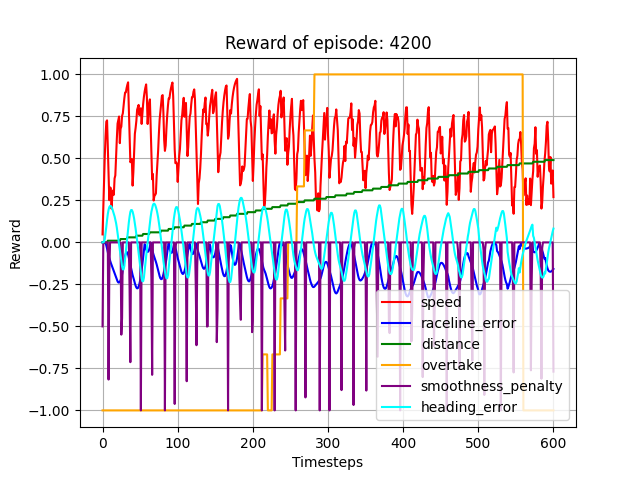 Reward of episode: 4200
1.00
0.75
0.50
0.25
0.00
−0.25
−0.50
−0.75
−1.00
Reward
speed
raceline_error
distance
overtake
smoothness_penalty
heading_error
0 100 200 300 400 500 600
Timesteps